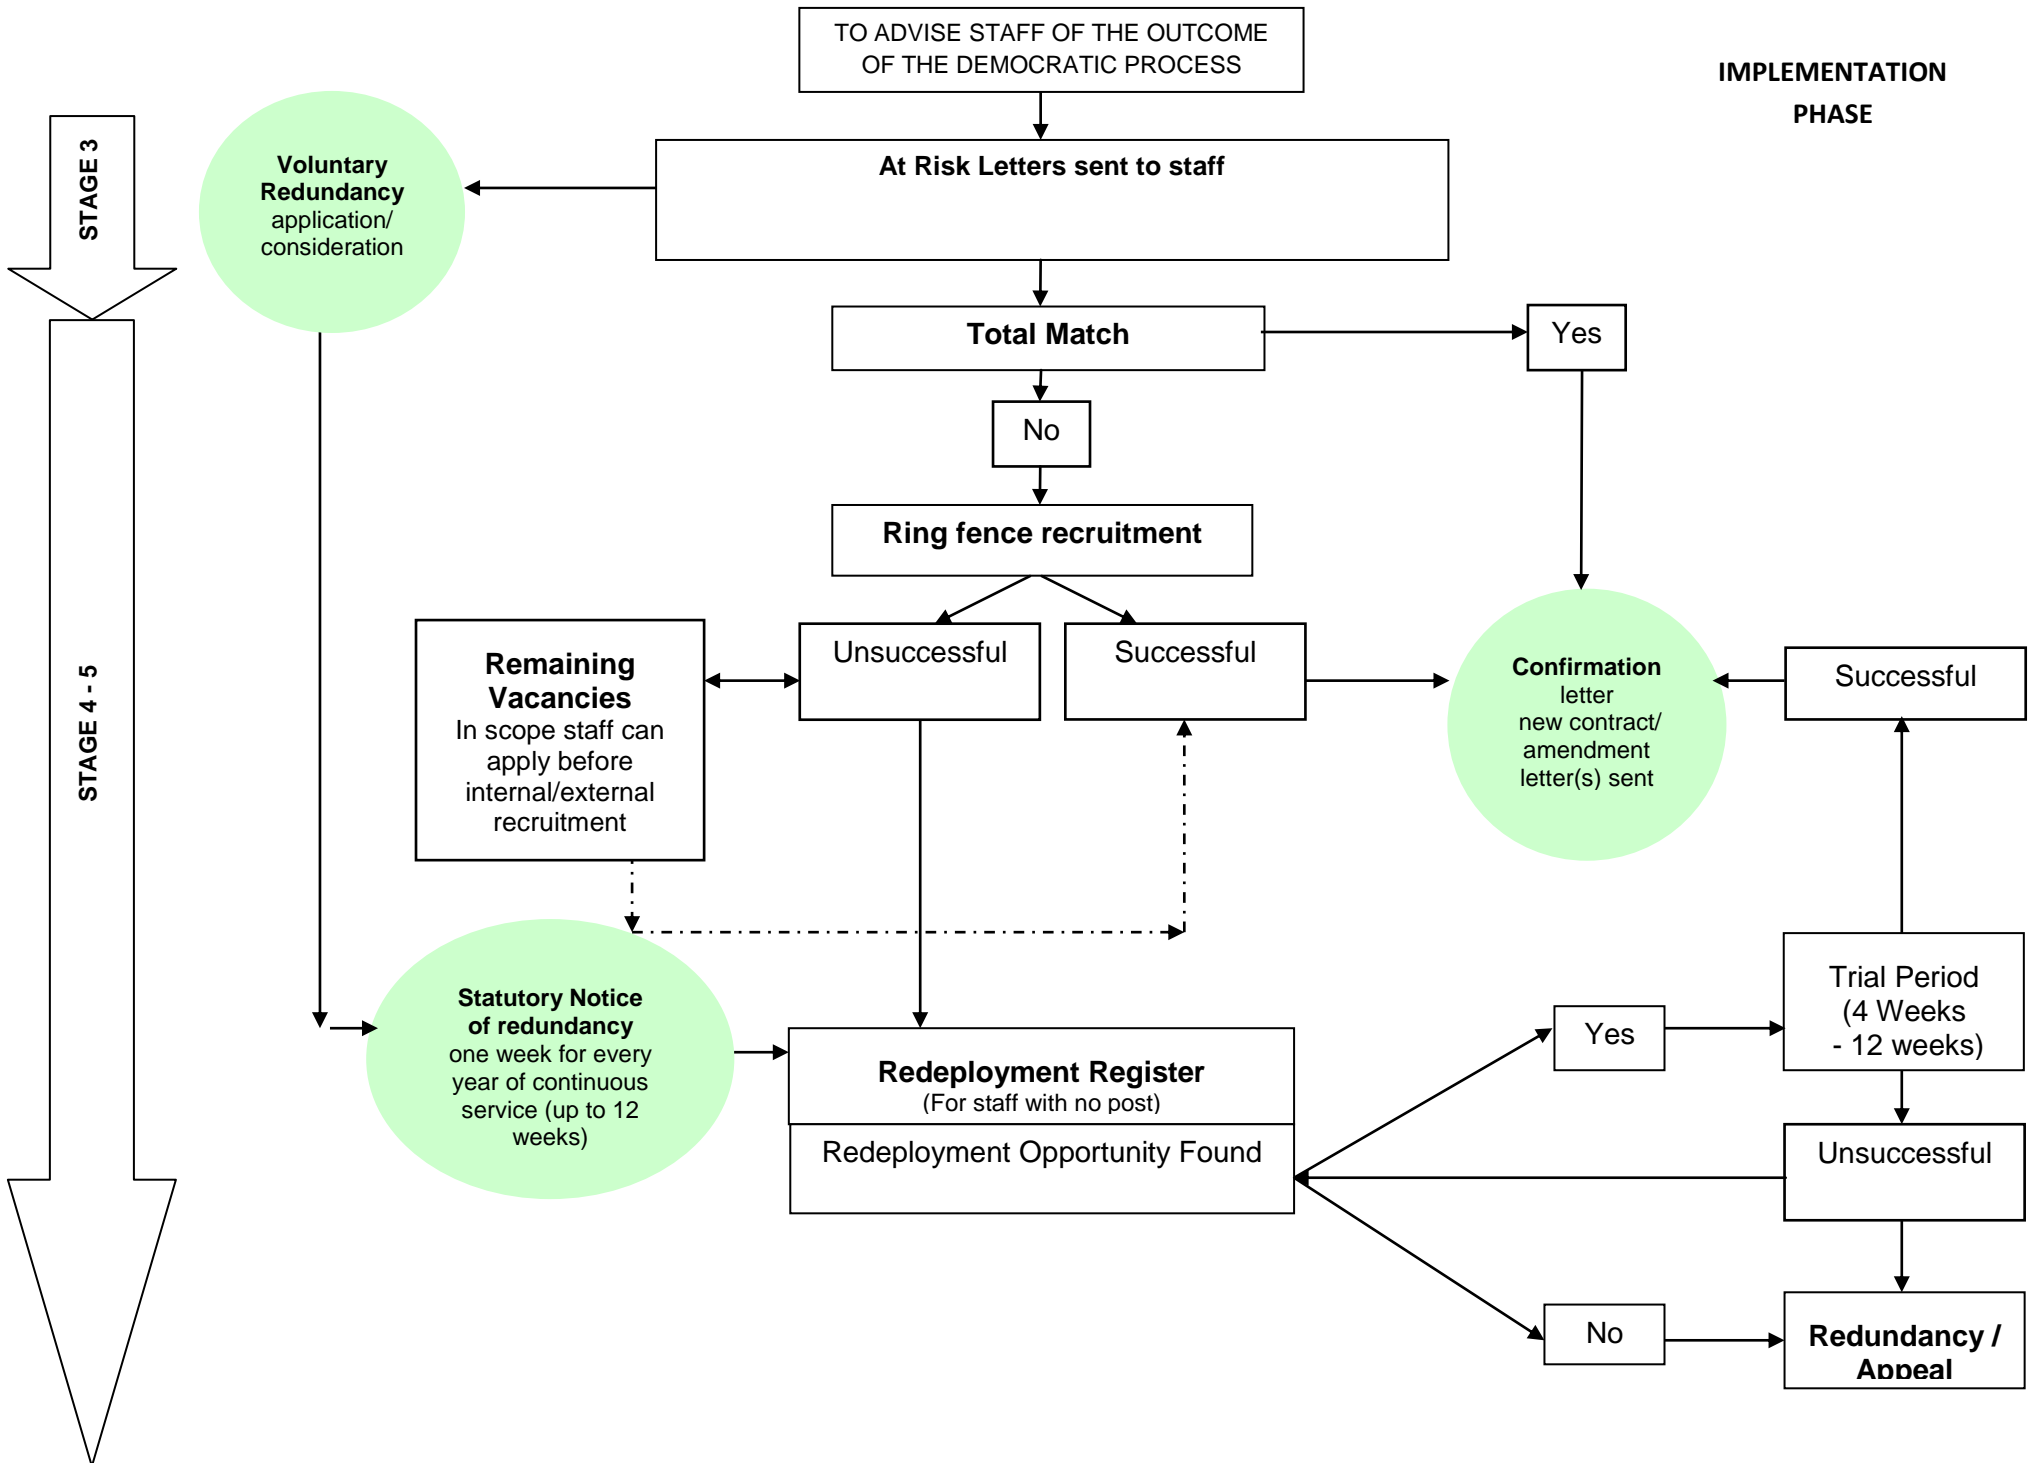 TO ADVISE STAFF OF THE OUTCOME
OF THE DEMOCRATIC PROCESS
IMPLEMENTATION
PHASE
STAGE 3
Voluntary
Redundancy
application/
consideration
At Risk Letters sent to staff
Total Match
Yes
No
Ring fence recruitment
STAGE 4 - 5
Remaining
Vacancies
In scope staff can
apply before
internal/external
recruitment
Unsuccessful
Successful
Confirmation
letter
new contract/
amendment
letter(s) sent
Successful
Statutory Notice
of redundancy
one week for every
year of continuous
service (up to 12
weeks)
Redeployment Register
(For staff with no post)
Redeployment Opportunity Found
Yes
Trial Period
(4 Weeks
- 12 weeks)
Unsuccessful
No
Redundancy /
Appeal